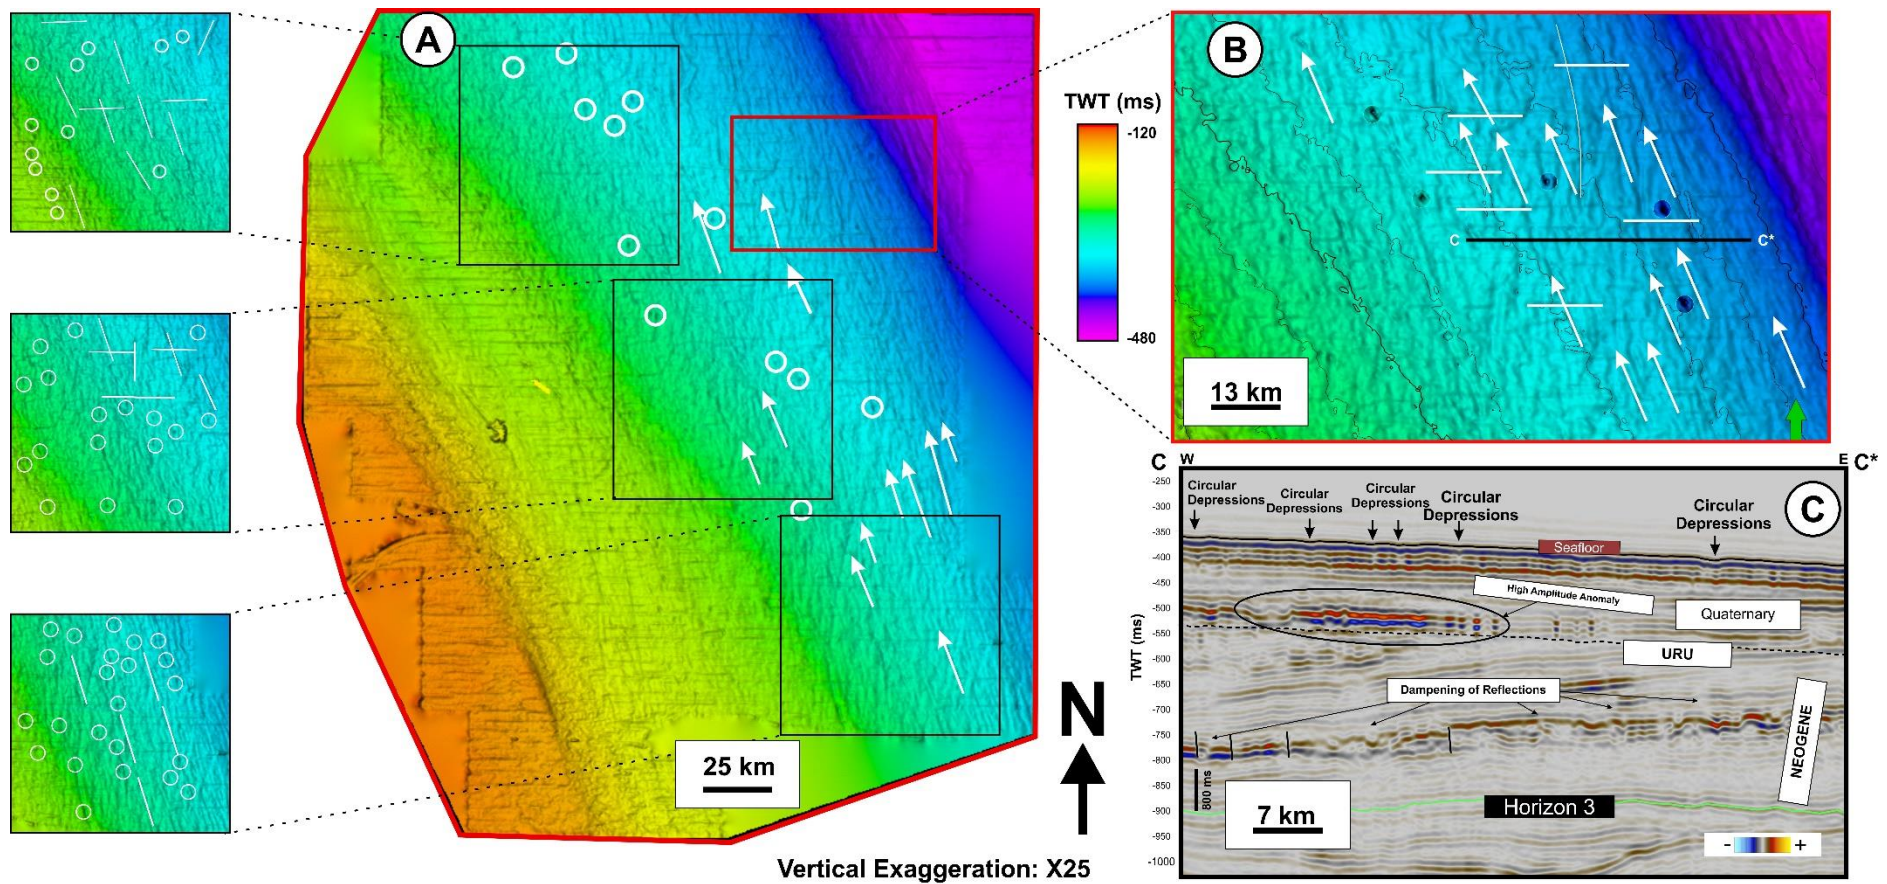 A
TWT (ms)
-120
-480
25 km
N
Vertical Exaggeration: X25
B
C
C*
13 km
C
W
E
C*
C
-250
-300
-350
-400
-450
-500
-550
-600
-650
-700
-750
-800
-850
-900
-950
-1000
TWT (ms)
Circular
Depressions
Circular
Depressions
Circular
Depressions
Circular
Depressions
Circular
Depressions
Seafloor
High Amplitude Anomaly
Quaternary
URU
Dampening of Reflections
NEOGENE
800 ms
7 km
Horizon 3
- +